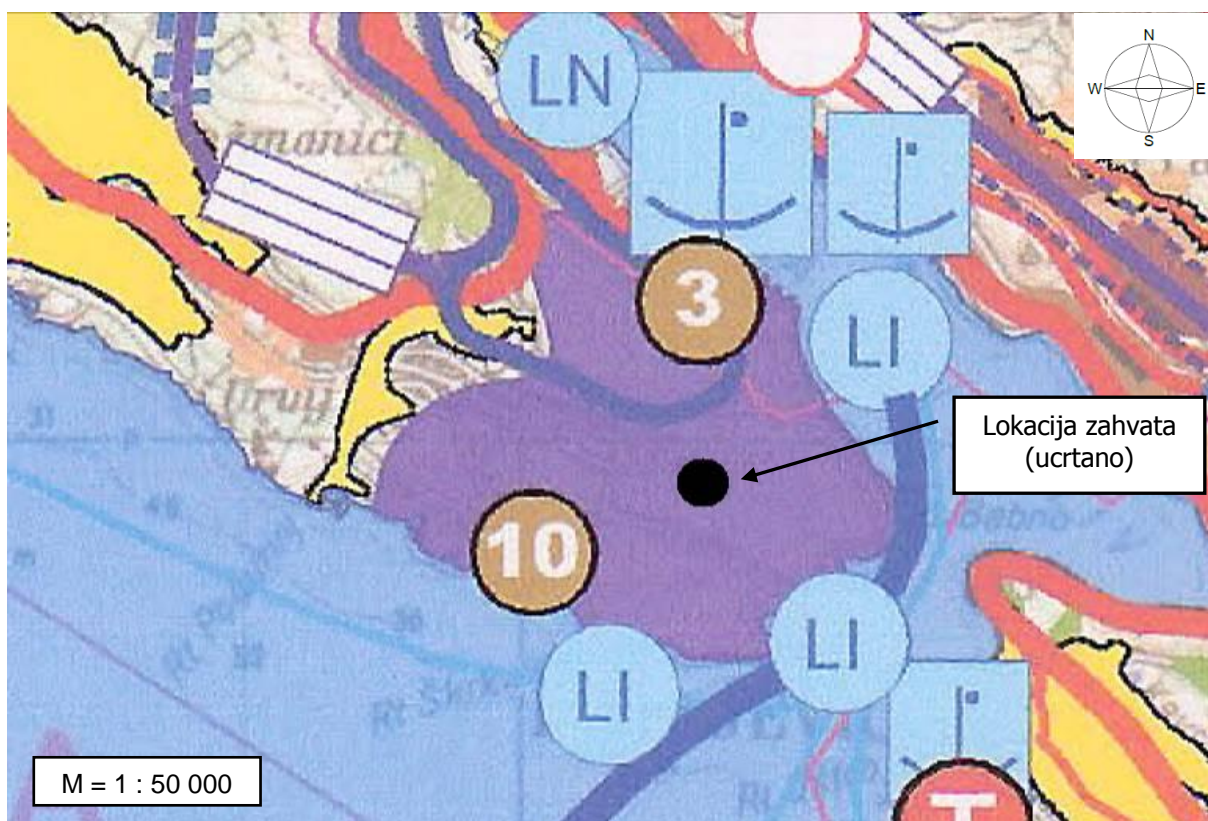 N
W E
S
LN
3
LI
Lokacija zahvata
(ucrtano)
10
LI
LI
T
M = 1 : 50 000